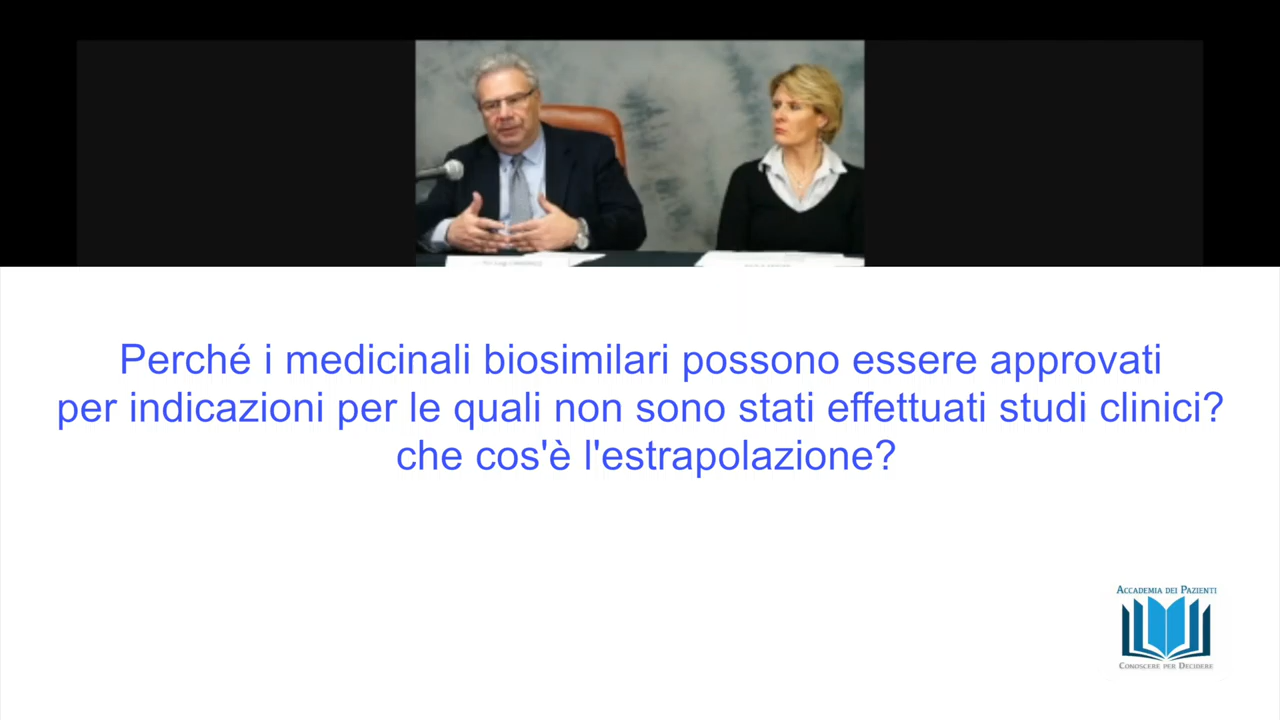 Perché i medicinali biosimilari possono essere approvati
per indicazioni per le quali non sono stati effettuati studi clinici?
che cos'è l'estrapolazione?
ACCADEMIA DEI PAZIENTI
CONOSCERE PER DECIDERE